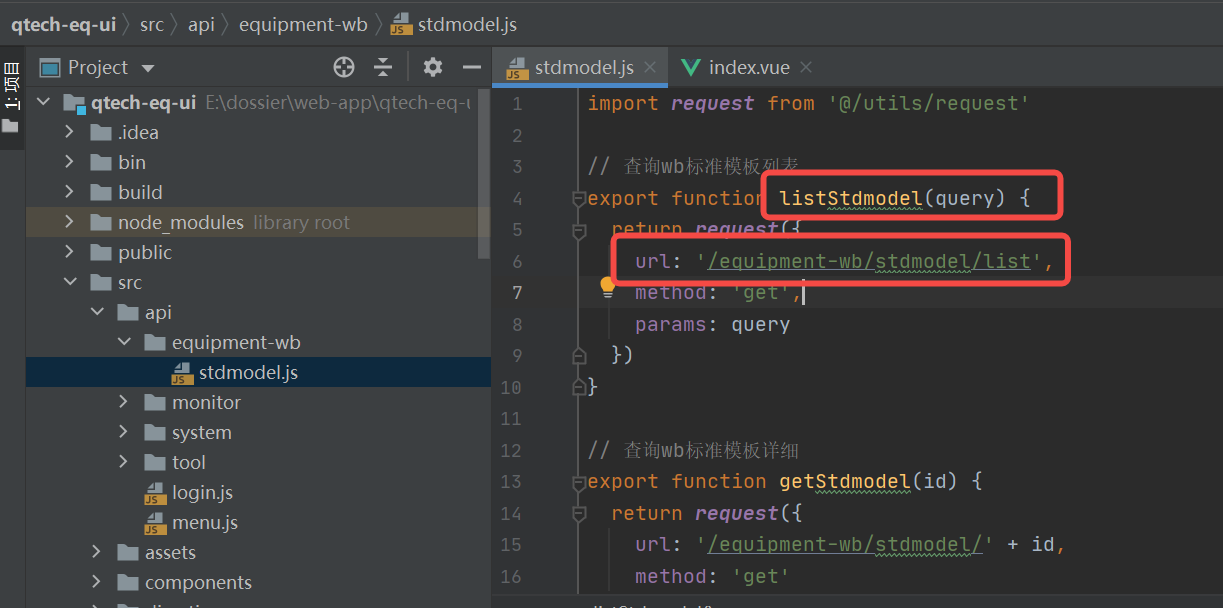 qtech-eq-ui › src › api › equipment-wb › stdmodel.js
1: 项目
Project
qtech-eq-ui E:\dossier\web-app\qtech-eq-u
.idea
bin
build
node_modules library root
public
src
api
equipment-wb
stdmodel.js
monitor
system
tool
login.js
menu.js
assets
components
stdmodel.js index.vue
1 import request from '@/utils/request'
2
3 // 查询wb标准模板列表
4 export function listStdmodel(query) {
5 return request({
6 url: '/equipment-wb/stdmodel/list',
7 method: 'get',
8 params: query
9 })
10 }
11
12 // 查询wb标准模板详细
13 export function getStdmodel(id) {
14 return request({
15 url: '/equipment-wb/stdmodel/' + id,
16 method: 'get'